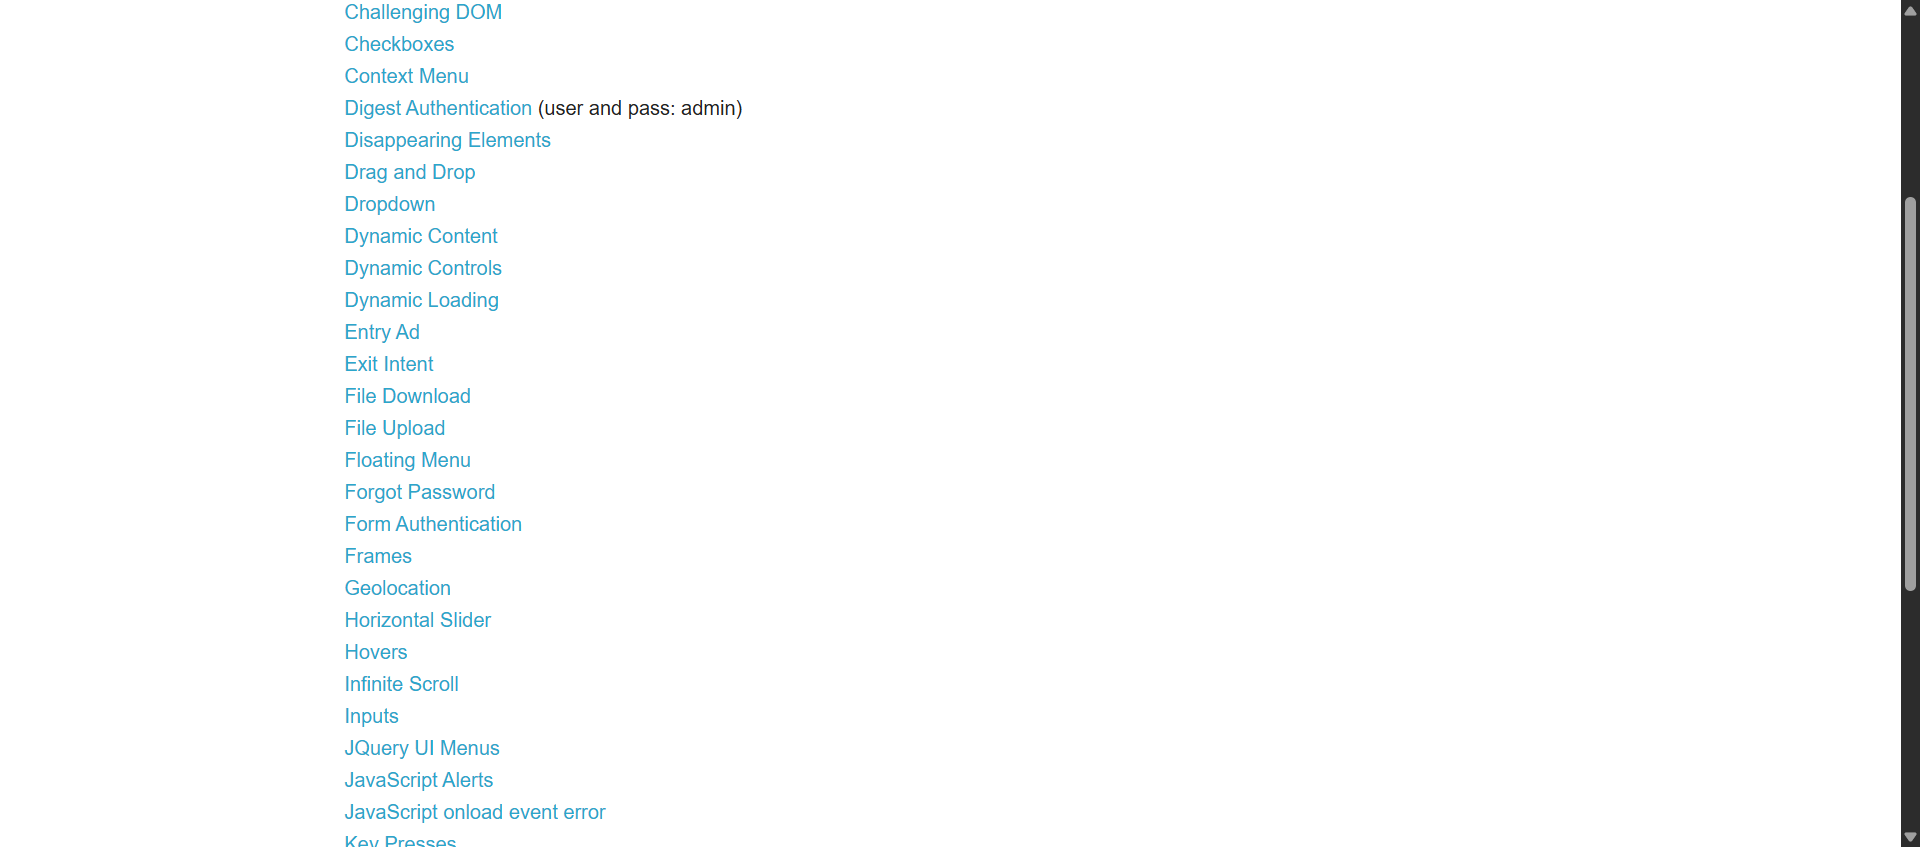 Challenging DOM
Checkboxes
Context Menu
Digest Authentication (user and pass: admin)
Disappearing Elements
Drag and Drop
Dropdown
Dynamic Content
Dynamic Controls
Dynamic Loading
Entry Ad
Exit Intent
File Download
File Upload
Floating Menu
Forgot Password
Form Authentication
Frames
Geolocation
Horizontal Slider
Hovers
Infinite Scroll
Inputs
JQuery UI Menus
JavaScript Alerts
JavaScript onload event error
Key Presses